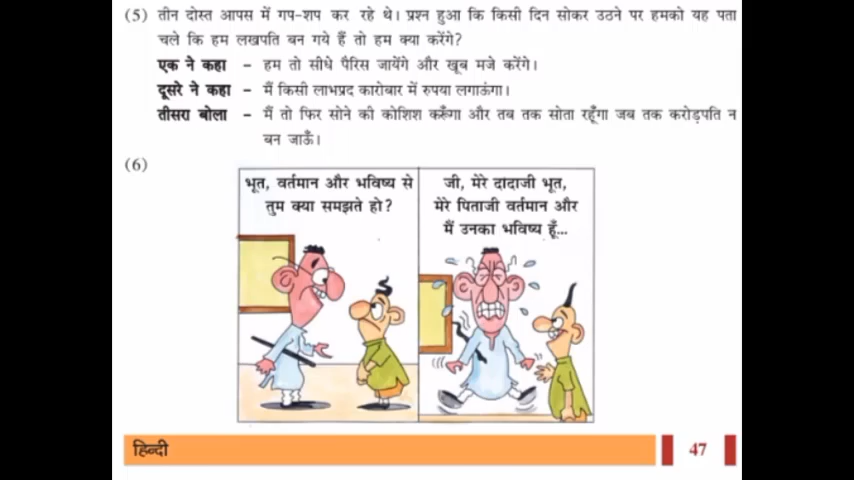 (5) तीन दोस्त आपस में गप-शप कर रहे थे। प्रश्न हुआ कि किसी दिन सोकर उठने पर हमको यह पता
चले कि हम लखपति बन गये हैं तो हम क्या करेंगे?
एक ने कहा – हम तो सीधे पैरिस जायेंगे और खूब मजे करेंगे।
दूसरे ने कहा – मैं किसी लाभप्रद कारोबार में रुपया लगाऊंगा।
तीसरा बोला – मैं तो फिर सोने की कोशिश करूँगा और तब तक सोता रहूँगा जब तक करोड़पति न
बन जाऊँ।
(6)
भूत, वर्तमान और भविष्य से
तुम क्या समझते हो?
जी, मेरे दादाजी भूत,
मेरे पिताजी वर्तमान और
मैं उनका भविष्य हूँ...
हिन्दी
47